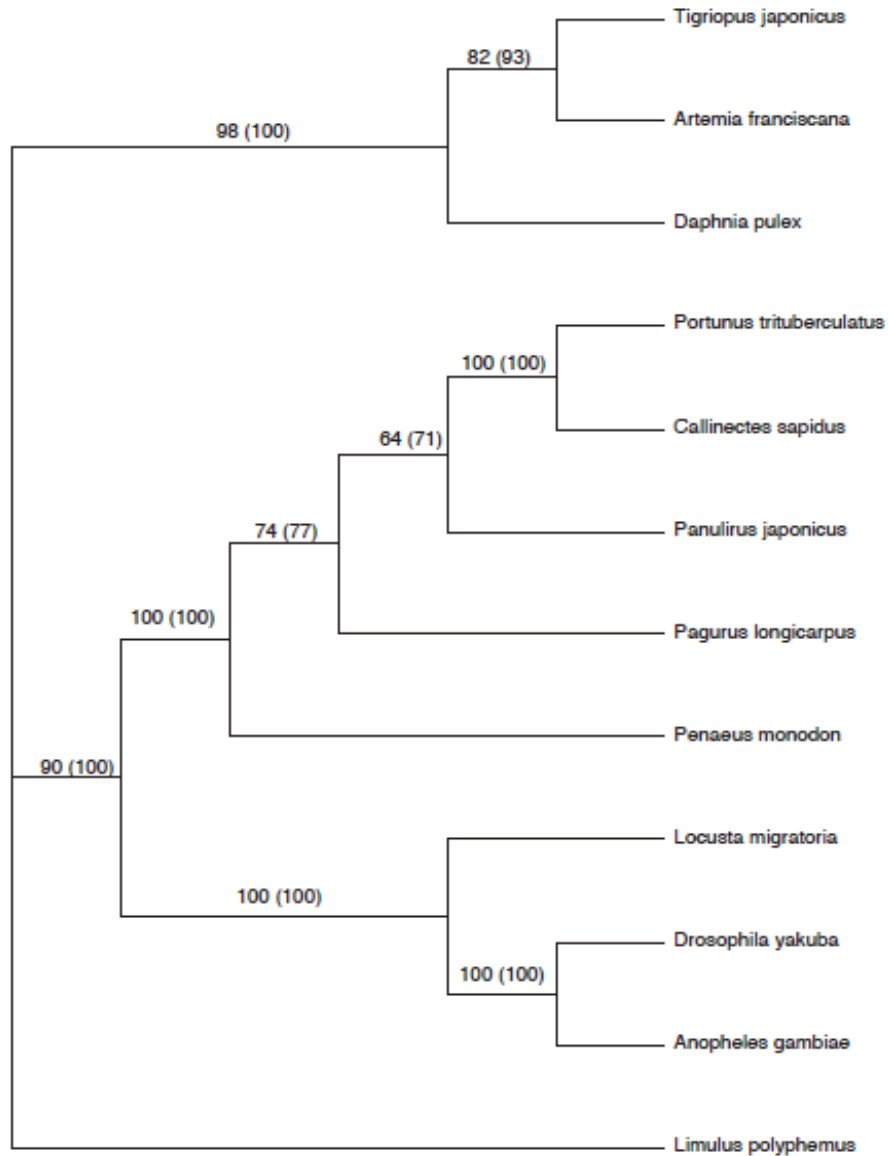 Tigriopus japonicus
82 (93)
Artemia franciscana
98 (100)
Daphnia pulex
Portunus trituberculatus
100 (100)
Callinectes sapidus
64 (71)
Panulirus japonicus
74 (77)
Pagurus longicarpus
100 (100)
Penaeus monodon
90 (100)
Locusta migratoria
100 (100)
Drosophila yakuba
100 (100)
Anopheles gambiae
Limulus polyphemus